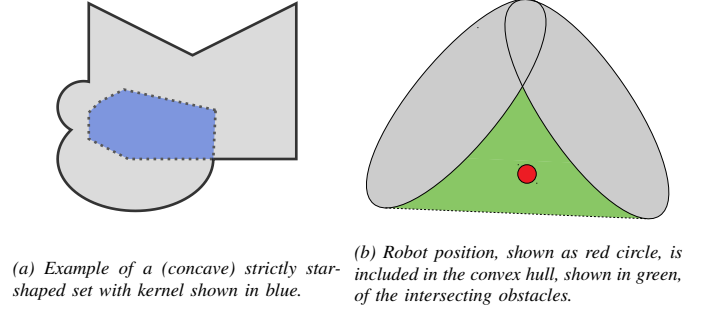 (a) Example of a (concave) strictly star-
shaped set with kernel shown in blue.
(b) Robot position, shown as red circle, is
included in the convex hull, shown in green,
of the intersecting obstacles.